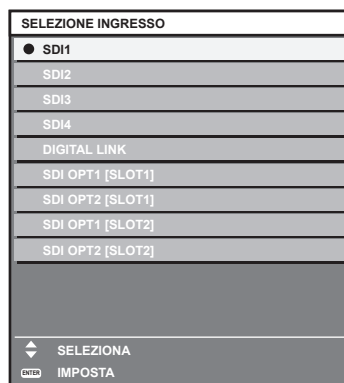 SELEZIONE INGRESSO
SDI1
SDI2
SDI3
SDI4
DIGITAL LINK
SDI OPT1 [SLOT1]
SDI OPT2 [SLOT1]
SDI OPT1 [SLOT2]
SDI OPT2 [SLOT2]
SELEZIONA
ENTER IMPOSTA